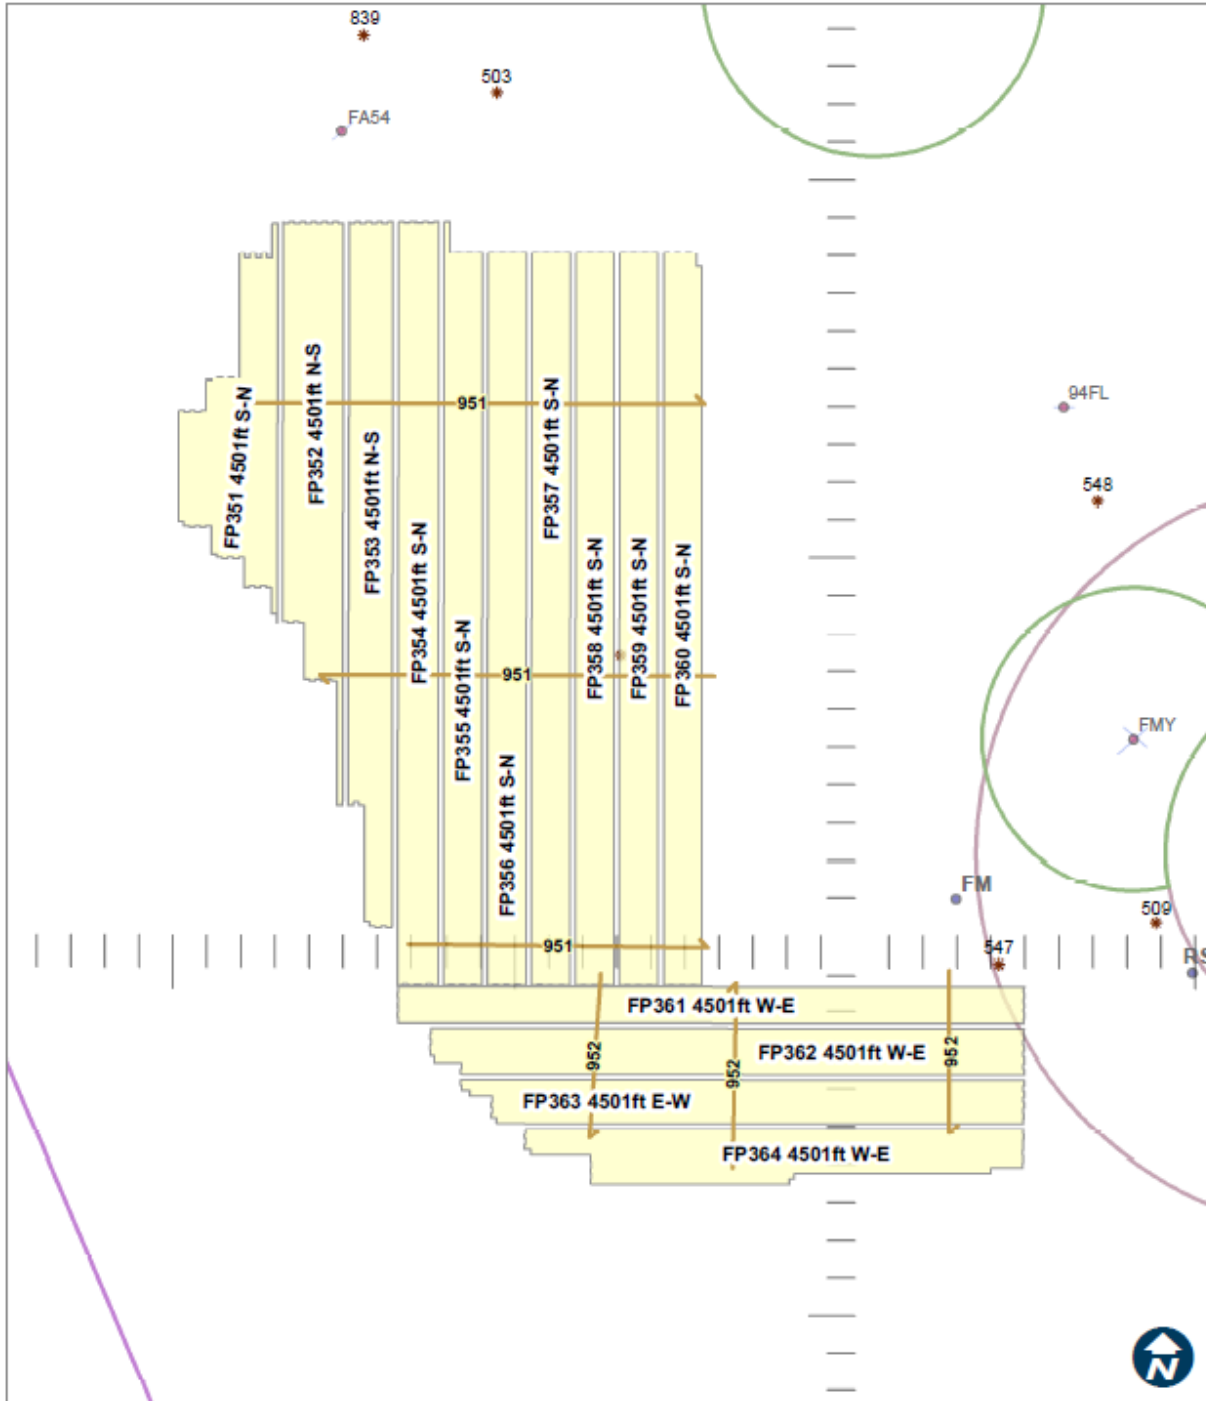 839
503
FA54
94FL
951
FP351 4501ft S-N
FP352 4501ft N-S
FP353 4501ft N-S
FP354 4501ft S-N
FP355 4501ft S-N
FP356 4501ft S-N
FP357 4501ft S-N
FP358 4501ft S-N
FP359 4501ft S-N
FP360 4501ft S-N
548
951
FMY
FM
509
951
547
RS
FP361 4501ft W-E
FP362 4501ft W-E
952
952
952
FP363 4501ft E-W
FP364 4501ft W-E
N